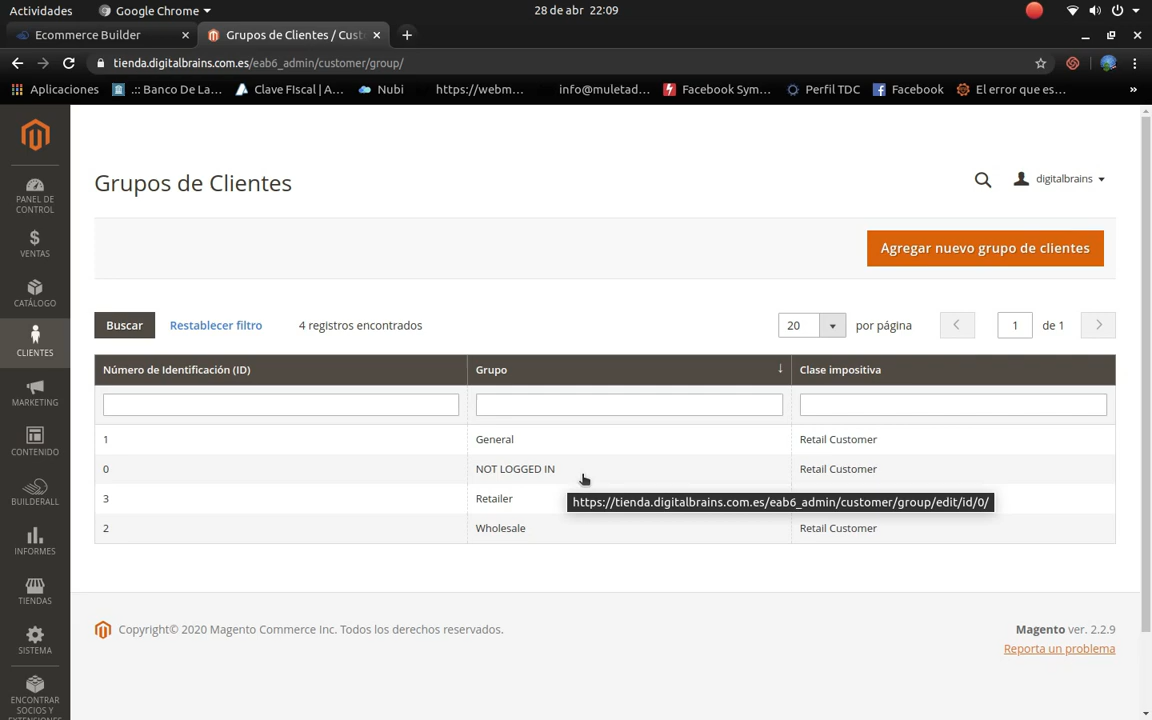 Actividades
Google Chrome
28 de abr 22:09
Ecommerce Builder
Grupos de Clientes / Cust
tienda.digitalbrains.com.es/eab6_admin/customer/group/
Aplicaciones
.:: Banco De La...
Clave FIscal | A...
Nubi
https://webm...
info@muletad...
Facebook Sym...
Perfil TDC
Facebook
El error que es...
»
PANEL DE
CONTROL
VENTAS
CATÁLOGO
CLIENTES
MARKETING
CONTENIDO
BUILDERALL
INFORMES
TIENDAS
SISTEMA
ENCONTRAR
SOCIOS Y
EXTENSIONES
Grupos de Clientes
digitalbrains
Agregar nuevo grupo de clientes
Buscar
Restablecer filtro
4 registros encontrados
20
por página
1
de 1
Número de Identificación (ID)
Grupo
↓
Clase impositiva
1
General
Retail Customer
0
NOT LOGGED IN
Retail Customer
3
Retailer
https://tienda.digitalbrains.com.es/eab6_admin/customer/group/edit/id/0/
2
Wholesale
Retail Customer
Copyright© 2020 Magento Commerce Inc. Todos los derechos reservados.
Magento ver. 2.2.9
Reporta un problema